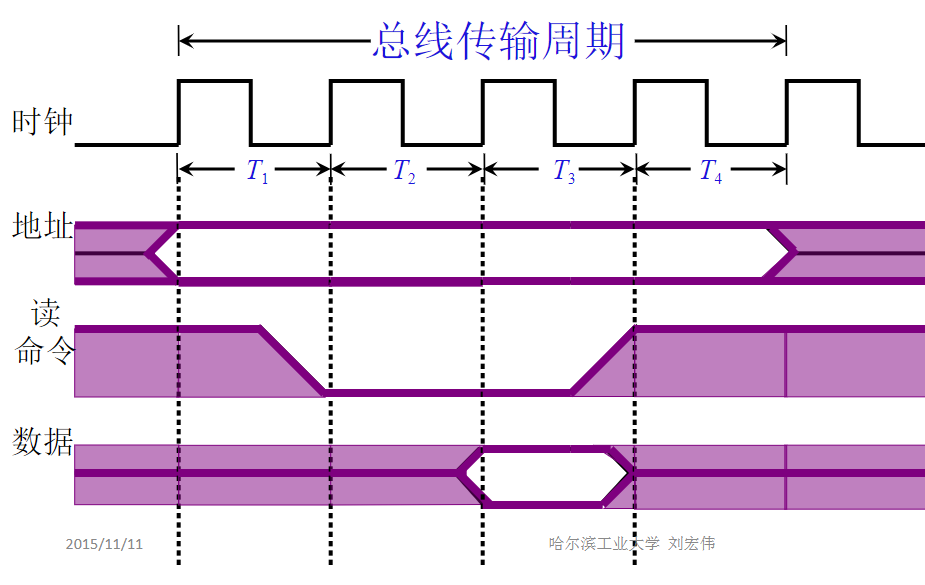 总线传输周期
时钟
T1 T2 T3 T4
地址
读
命令
数据
2015/11/11 哈尔滨工业大学 刘宏伟